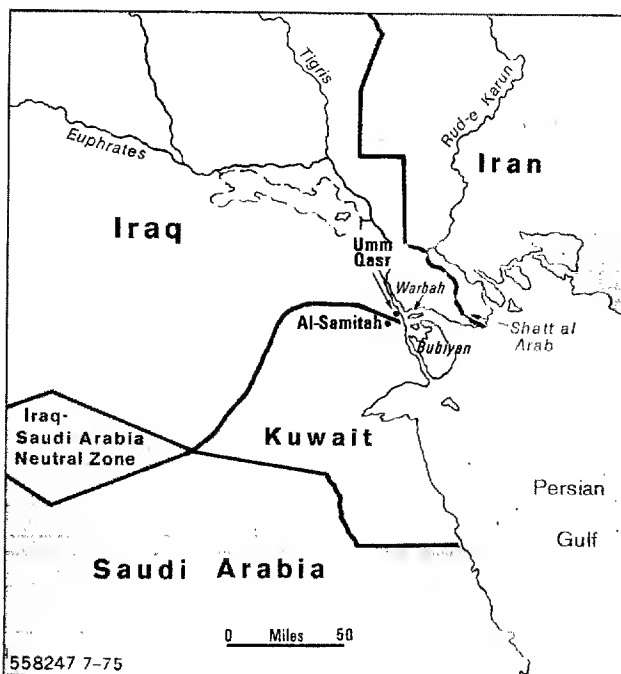 Tigris
Rud-e Karun
Euphrates
Iran
Iraq
Umm
Qasr
Warbah
Al-Samitah
Shatt al
Arab
Bubiyan
Iraq-
Saudi Arabia
Neutral Zone
Kuwait
Persian
Gulf
Saudi Arabia
0 Miles 50
558247 7-75